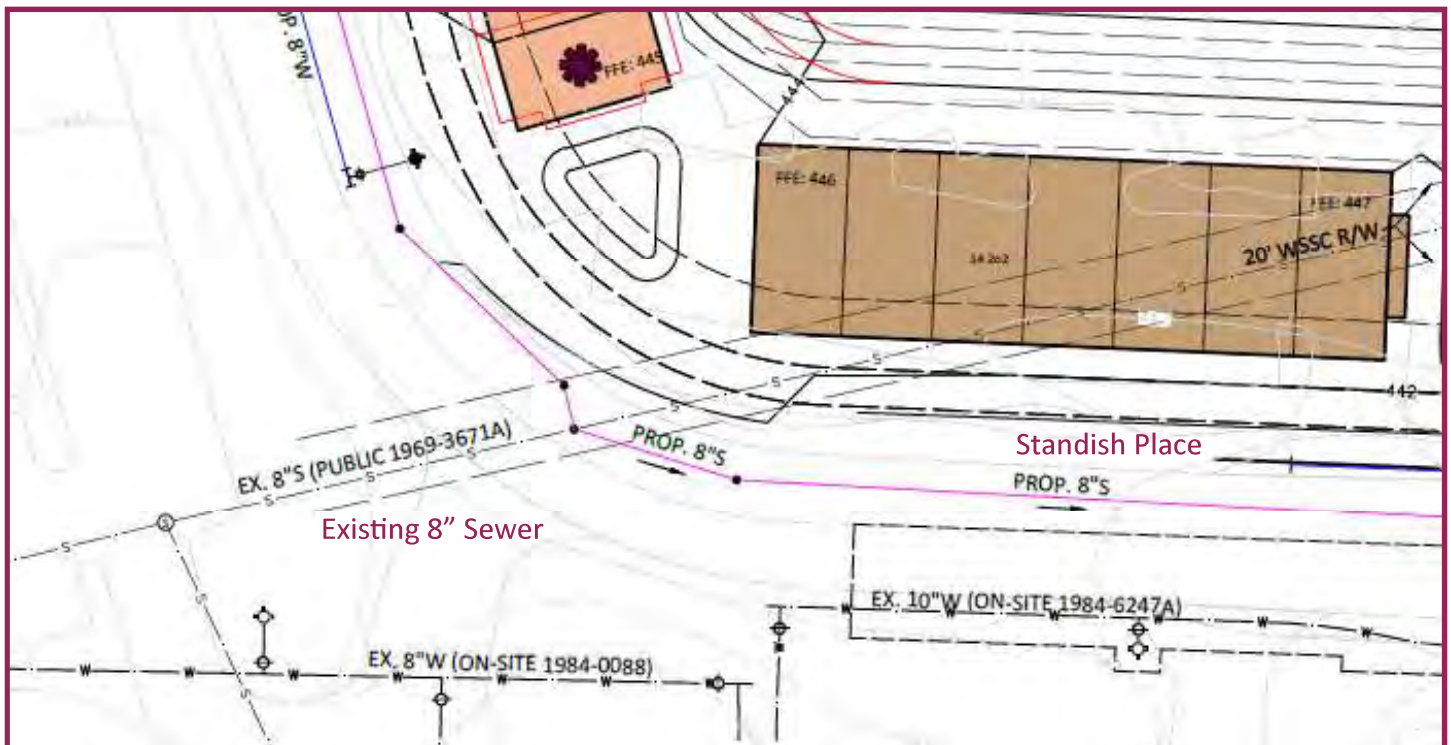 PROP. 8"W
FFE: 445
444
FFE: 446
FFE: 447
20' WSSC R/W
442
EX. 8"S (PUBLIC 1969-3671A)
PROP. 8"S
Standish Place
PROP. 8"S
Existing 8” Sewer
EX. 10"W (ON-SITE 1984-6247A)
EX. 8"W (ON-SITE 1984-0088)